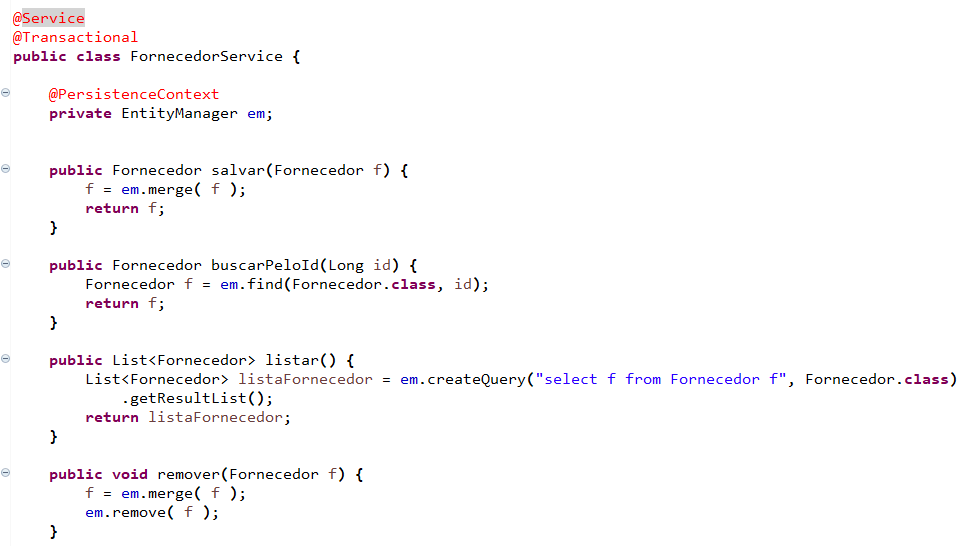 @Service
@Transactional
public class FornecedorService {
@PersistenceContext
private EntityManager em;
public Fornecedor salvar(Fornecedor f) {
f = em.merge( f );
return f;
}
public Fornecedor buscarPeloId(Long id) {
Fornecedor f = em.find(Fornecedor.class, id);
return f;
}
public List<Fornecedor> listar() {
List<Fornecedor> listaFornecedor = em.createQuery("select f from Fornecedor f", Fornecedor.class)
.getResultList();
return listaFornecedor;
}
public void remover(Fornecedor f) {
f = em.merge( f );
em.remove( f );
}